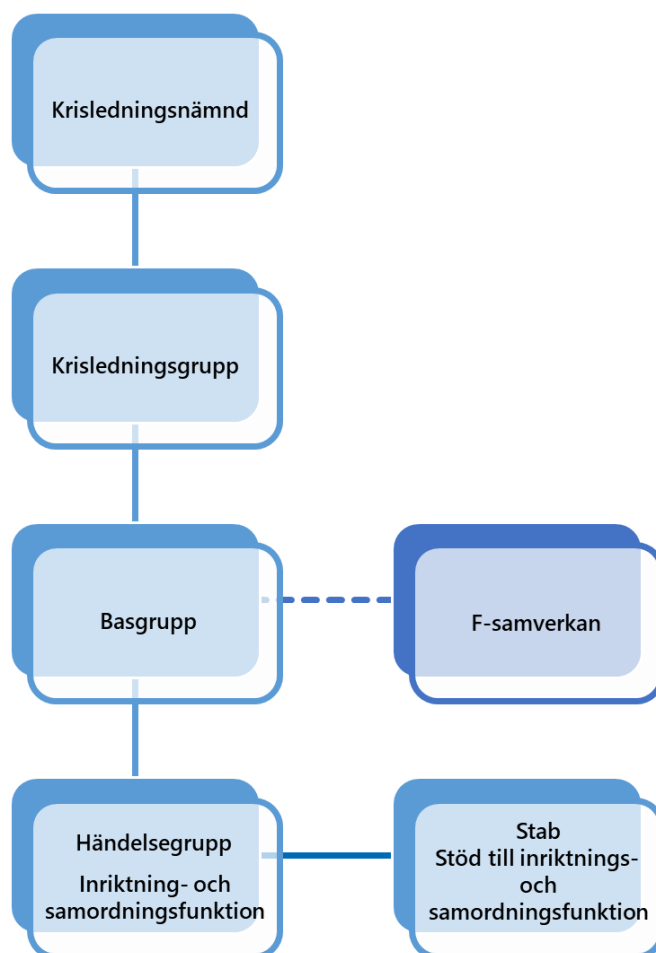 Krisledningsnämnd
Krisledningsgrupp
Basgrupp
F-samverkan
Händelsegrupp
Inriktning- och
samordningsfunktion
Stab
Stöd till inriktnings-
och
samordningsfunktion